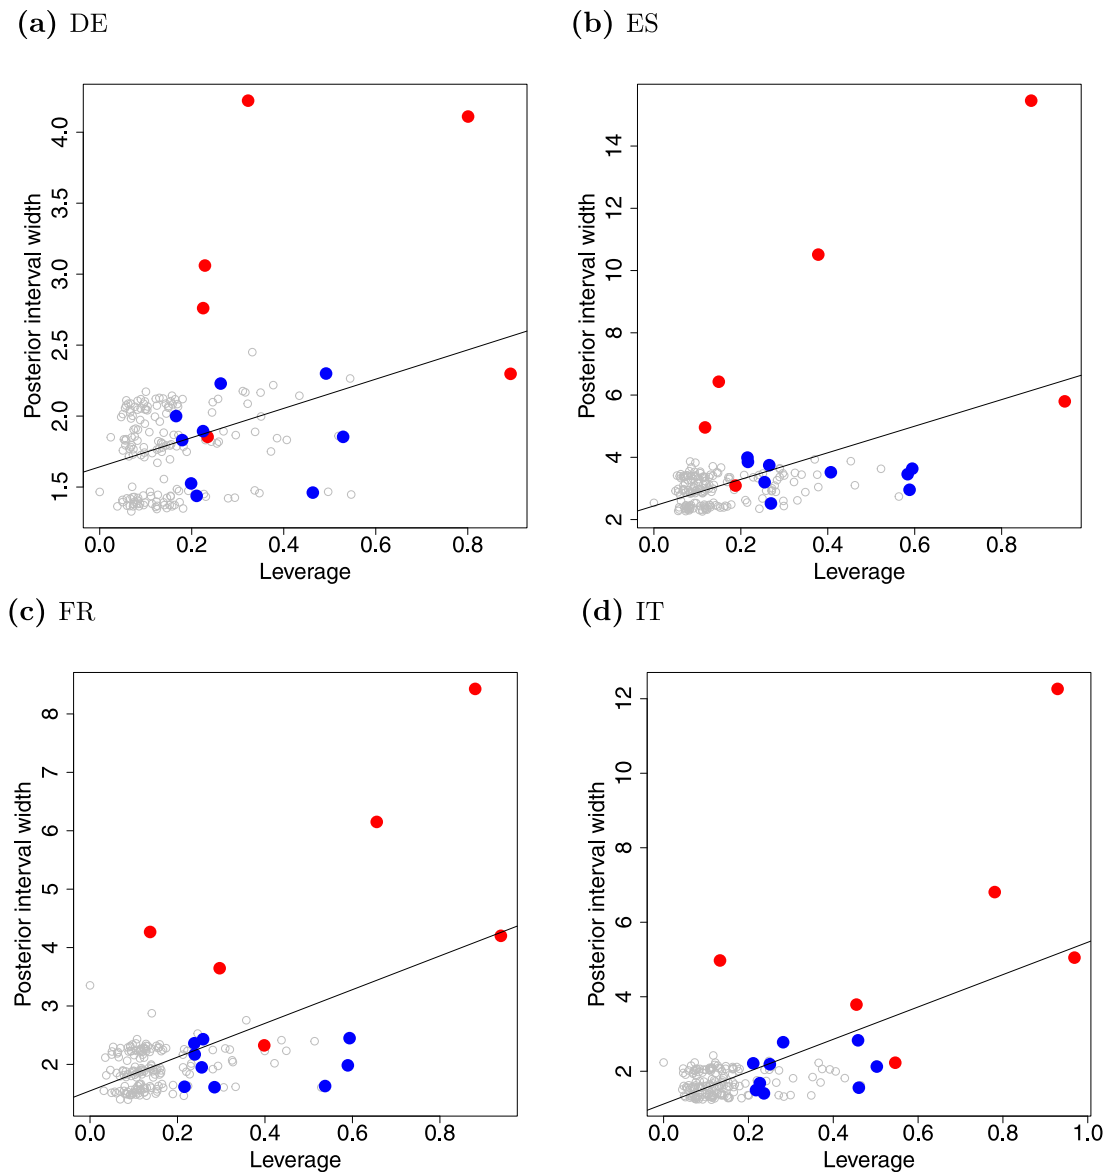 (a) DE
(b) ES
Posterior interval width
1.5 2.0 2.5 3.0 3.5 4.0
0.0 0.2 0.4 0.6 0.8
Leverage
Posterior interval width
2 4 6 8 10 12 14
0.0 0.2 0.4 0.6 0.8
Leverage
(c) FR
(d) IT
Posterior interval width
2 3 4 5 6 7 8
0.0 0.2 0.4 0.6 0.8
Leverage
Posterior interval width
2 4 6 8 10 12
0.0 0.2 0.4 0.6 0.8 1.0
Leverage